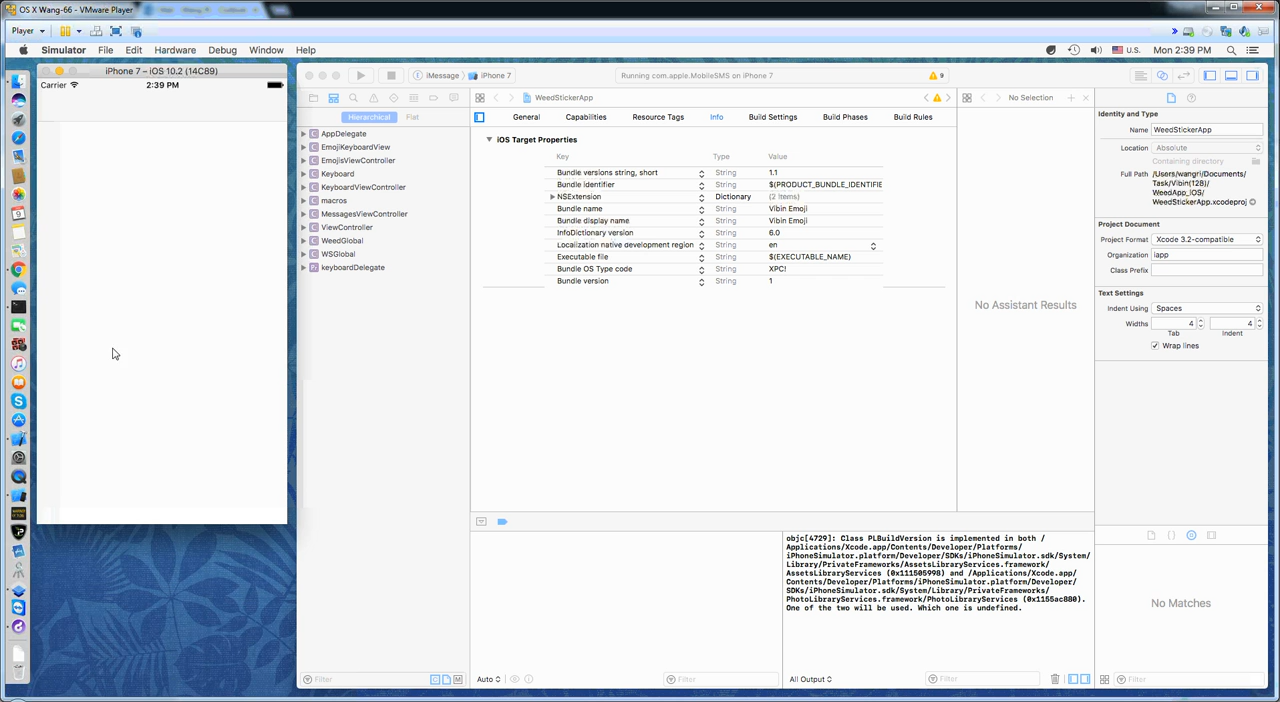 OS X Wang-66 - VMware Player
Player
Simulator File Edit Hardware Debug Window Help
U.S. Mon 2:39 PM
iPhone 7 – iOS 10.2 (14C89)
Carrier 2:39 PM
iMessage iPhone 7
Running com.apple.MobileSMS on iPhone 7
9
WeedStickerApp
No Selection
Hierarchical Flat
AppDelegate
EmojiKeyboardView
EmojisViewController
Keyboard
KeyboardViewController
macros
MessagesViewController
ViewController
WeedGlobal
WSGlobal
keyboardDelegate
General Capabilities Resource Tags Info Build Settings Build Phases Build Rules
iOS Target Properties
Key Type Value
Bundle versions string, short String 1.1
Bundle identifier String $(PRODUCT_BUNDLE_IDENTIFIE
NSExtension Dictionary (2 items)
Bundle name String Vibin Emoji
Bundle display name String Vibin Emoji
InfoDictionary version String 6.0
Localization native development region String en
Executable file String $(EXECUTABLE_NAME)
Bundle OS Type code String XPC!
Bundle version String 1
No Assistant Results
Identity and Type
Name WeedStickerApp
Location Absolute
Containing directory
Full Path /Users/wangri/Documents/
Task/Vibin(128)/
WeedApp_iOS/
WeedStickerApp.xcodeproj
Project Document
Project Format Xcode 3.2-compatible
Organization iapp
Class Prefix
Text Settings
Indent Using Spaces
Widths 4 4
Tab Indent
Wrap lines
No Matches
objc[4729]: Class PLBuildVersion is implemented in both /
Applications/Xcode.app/Contents/Developer/Platforms/
iPhoneSimulator.platform/Developer/SDKs/iPhoneSimulator.sdk/System/
Library/PrivateFrameworks/AssetsLibraryServices.framework/
AssetsLibraryServices (0x111505998) and /Applications/Xcode.app/
Contents/Developer/Platforms/iPhoneSimulator.platform/Developer/
SDKs/iPhoneSimulator.sdk/System/Library/PrivateFrameworks/
PhotoLibraryServices.framework/PhotoLibraryServices (0x1155ac880).
One of the two will be used. Which one is undefined.
Filter
Auto
Filter
All Output
Filter
Filter